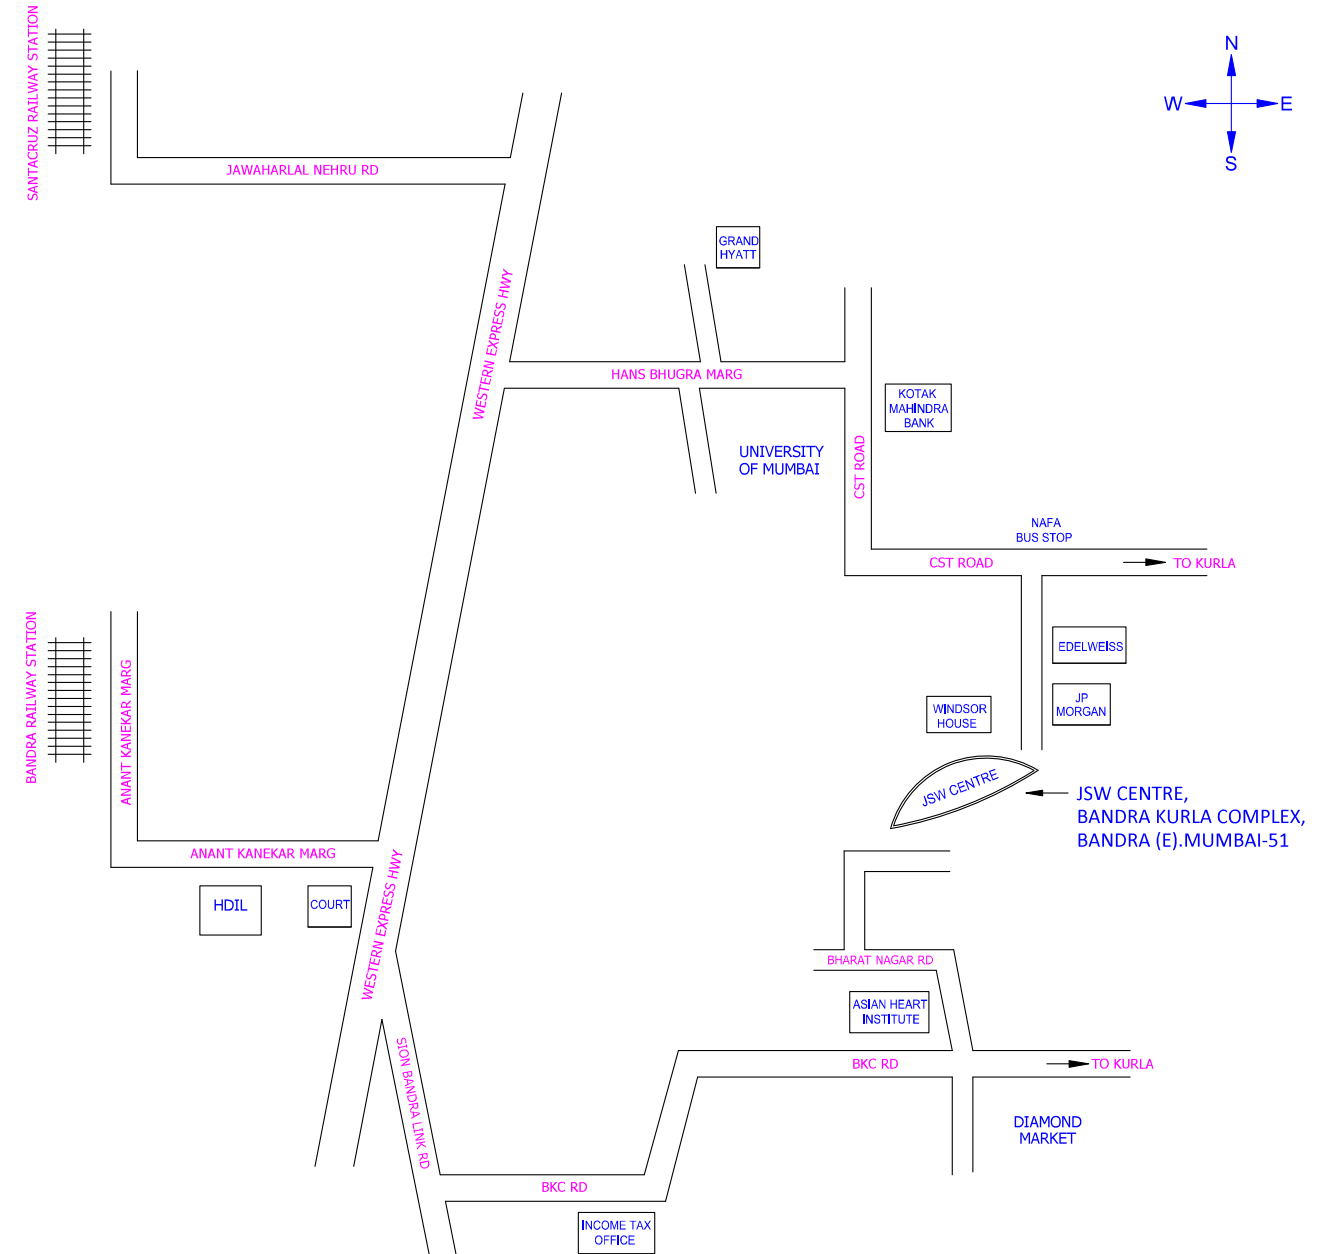 SANTACRUZ RAILWAY STATION
N
W
E
S
JAWAHARLAL NEHRU RD
GRAND
HYATT
WESTERN EXPRESS HWY
HANS BHUGRA MARG
KOTAK
MAHINDRA
BANK
UNIVERSITY
OF MUMBAI
CST ROAD
NAFA
BUS STOP
CST ROAD
TO KURLA
BANDRA RAILWAY STATION
ANANT KANEKAR MARG
EDELWEISS
JP
MORGAN
WINDSOR
HOUSE
JSW CENTRE
JSW CENTRE,
BANDRA KURLA COMPLEX,
BANDRA (E).MUMBAI-51
ANANT KANEKAR MARG
HDIL
COURT
WESTERN EXPRESS HWY
BHARAT NAGAR RD
ASIAN HEART
INSTITUTE
SION BANDRA LINK RD
BKC RD
TO KURLA
DIAMOND
MARKET
BKC RD
INCOME TAX
OFFICE